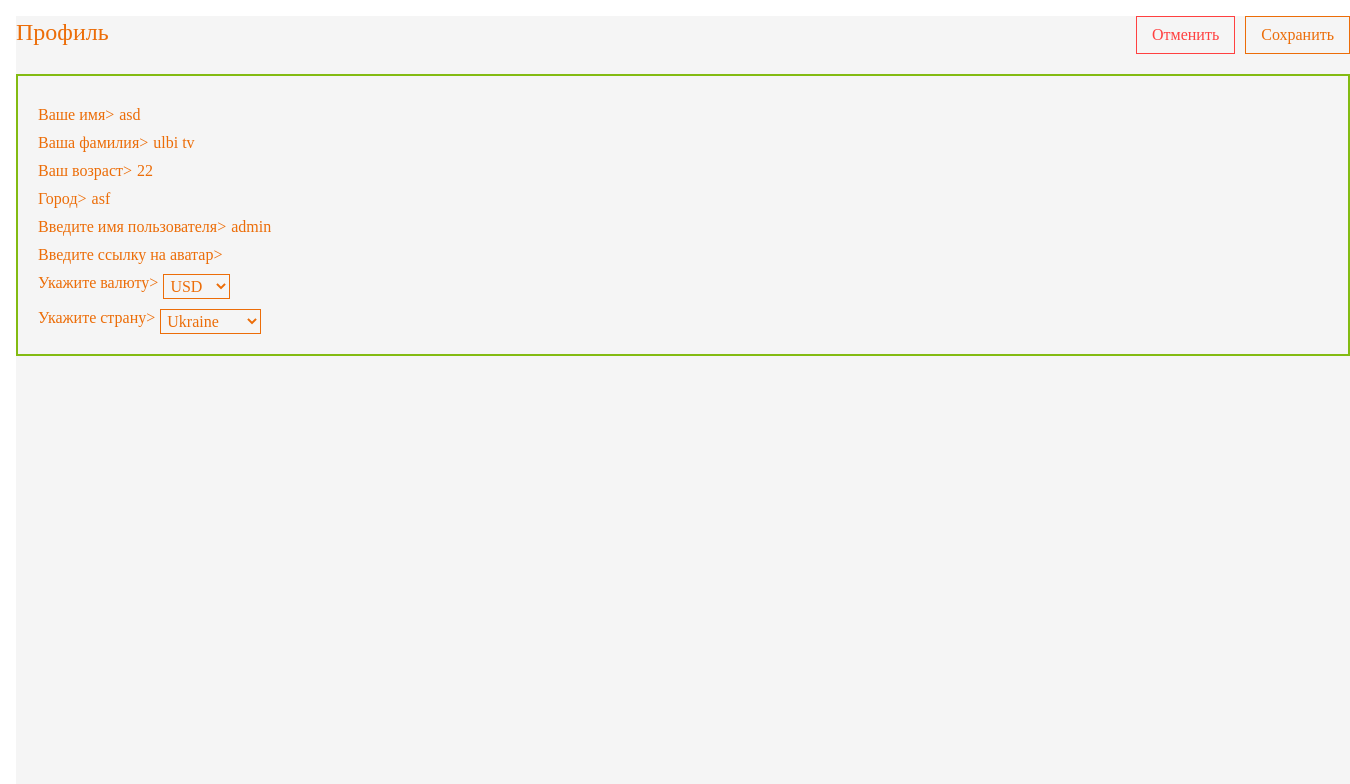 Профиль
Отменить
Сохранить
Ваше имя> asd
Ваша фамилия> ulbi tv
Ваш возраст> 22
Город> asf
Введите имя пользователя> admin
Введите ссылку на аватар>
Укажите валюту> USD
Укажите страну> Ukraine